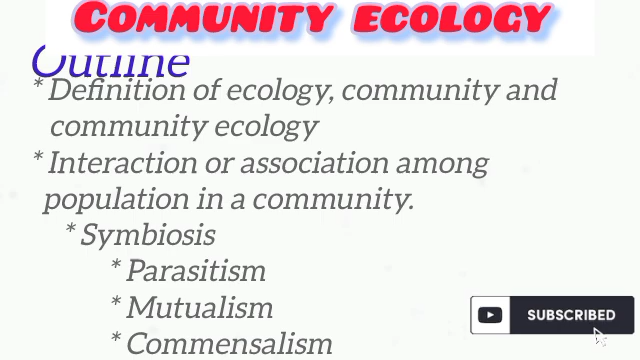 COMMUNITY ECOLOGY
Outline
* Definition of ecology, community and
community ecology
* Interaction or association among
population in a community.
* Symbiosis
* Parasitism
* Mutualism
* Commensalism
SUBSCRIBED